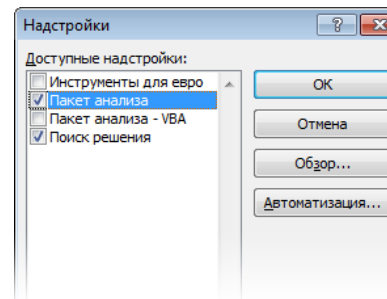 Надстройки
Доступные надстройки:
Инструменты для евро
Пакет анализа
Пакет анализа - VBA
Поиск решения
ОК
Отмена
Обзор...
Автоматизация...